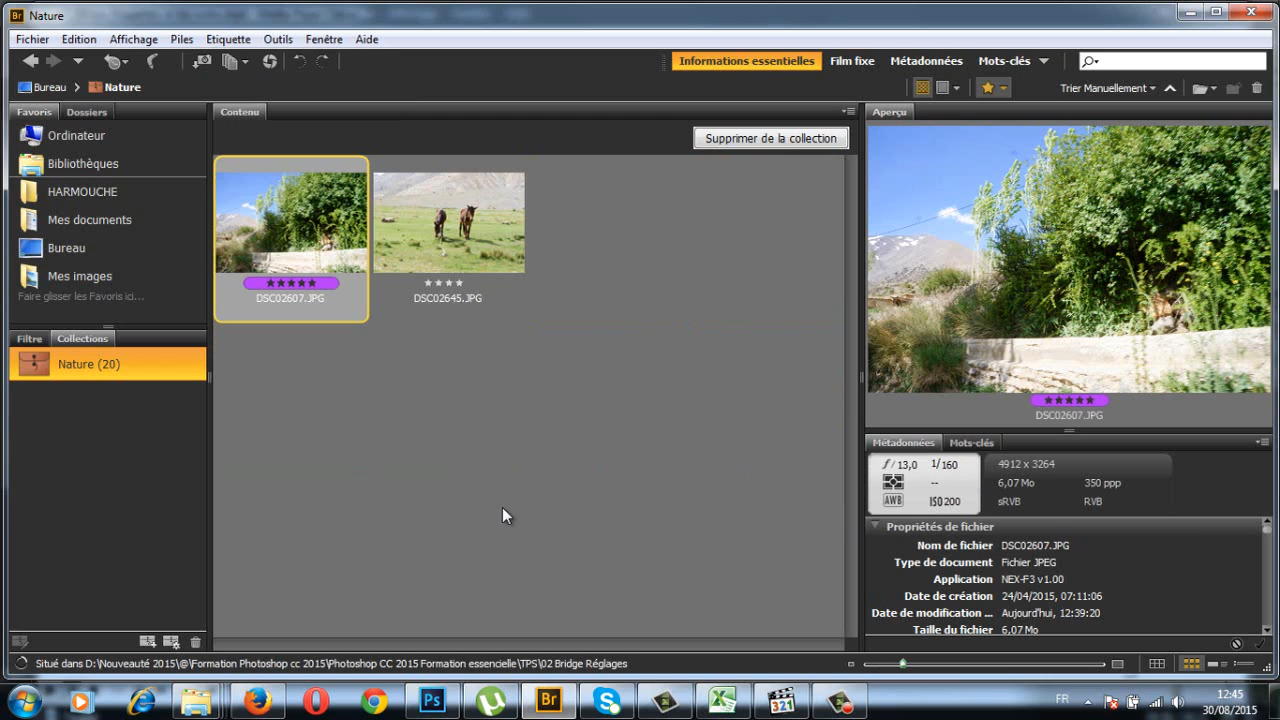 Br Nature
Fichier Edition Affichage Piles Etiquette Outils Fenêtre Aide
Informations essentielles Film fixe Métadonnées Mots-clés
Bureau Nature
Trier Manuellement
Favoris Dossiers
Contenu
Aperçu
Supprimer de la collection
Ordinateur
Bibliothèques
HARMOUCHE
Mes documents
Bureau
Mes images
Faire glisser les Favoris ici...
DSC02607.JPG
DSC02645.JPG
Filtre Collections
Nature (20)
DSC02607.JPG
Métadonnées Mots-clés
f/ 13,0 1/160
--
AWB ISO200
4912 x 3264
6,07 Mo 350 ppp
sRVB RVB
Propriétés de fichier
Nom de fichier DSC02607.JPG
Type de document Fichier JPEG
Application NEX-F3 v1.00
Date de création 24/04/2015, 07:11:06
Date de modification ... Aujourd'hui, 12:39:20
Taille du fichier 6,07 Mo
Situé dans D:\Nouveauté 2015\@\Formation Photoshop cc 2015\Photoshop CC 2015 Formation essencielle\TPS\02 Bridge Réglages
Ps
Br
321
FR
12:45
30/08/2015